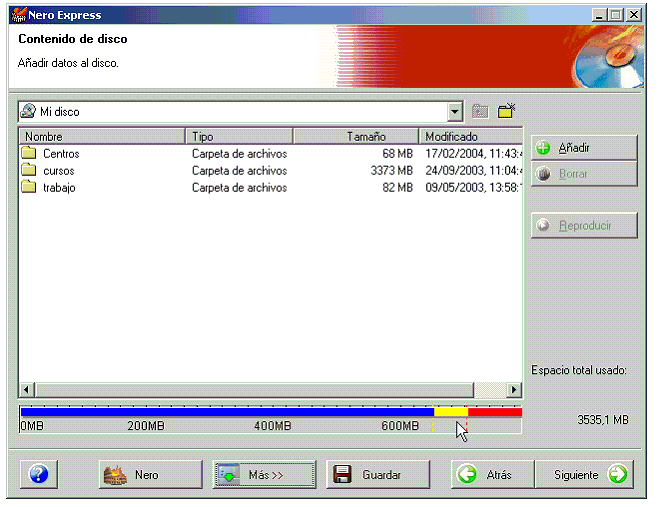 Nero Express
Contenido de disco
Añadir datos al disco.
Mi disco
Nombre Tipo Tamaño Modificado
Centros Carpeta de archivos 68 MB 17/02/2004, 11:43:4
cursos Carpeta de archivos 3373 MB 24/09/2003, 11:04:4
trabajo Carpeta de archivos 82 MB 09/05/2003, 13:58:1
Añadir
Borrar
Reproducir
Espacio total usado:
0MB 200MB 400MB 600MB
3535,1 MB
? Nero Más >> Guardar Atrás Siguiente